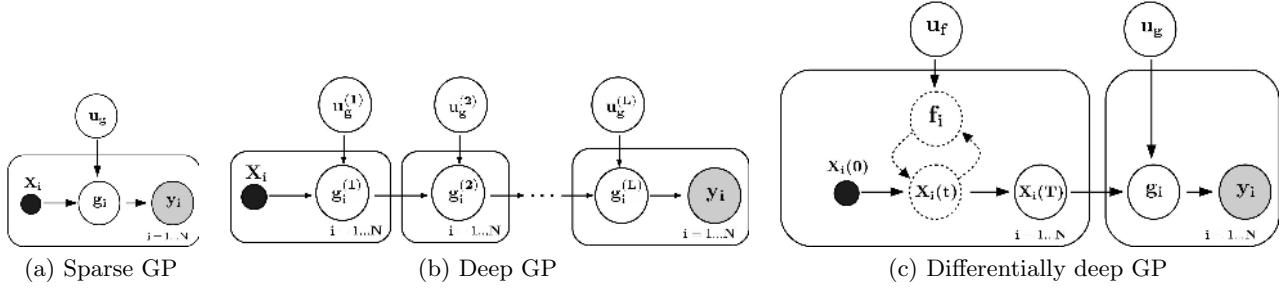 u_g
X_i
g_i
y_i
i=1...N
(a) Sparse GP
u_g^(1)
u_g^(2)
u_g^(L)
X_i
g_i^(1)
g_i^(2)
...
g_i^(L)
y_i
i=1...N
i=1...N
i=1...N
(b) Deep GP
u_f
u_g
f_i
X_i(0)
X_i(t)
X_i(T)
g_i
y_i
i=1...N
i=1...N
(c) Differentially deep GP